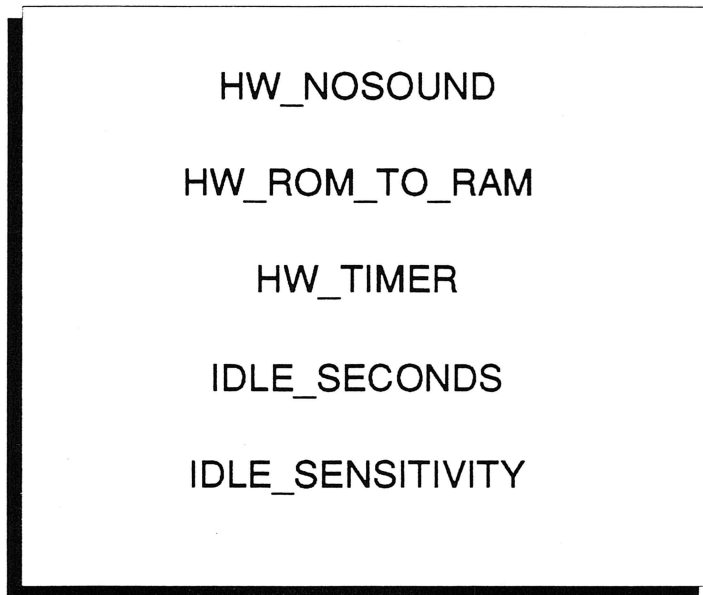 HW_NOSOUND
HW_ROM_TO_RAM
HW_TIMER
IDLE_SECONDS
IDLE_SENSITIVITY